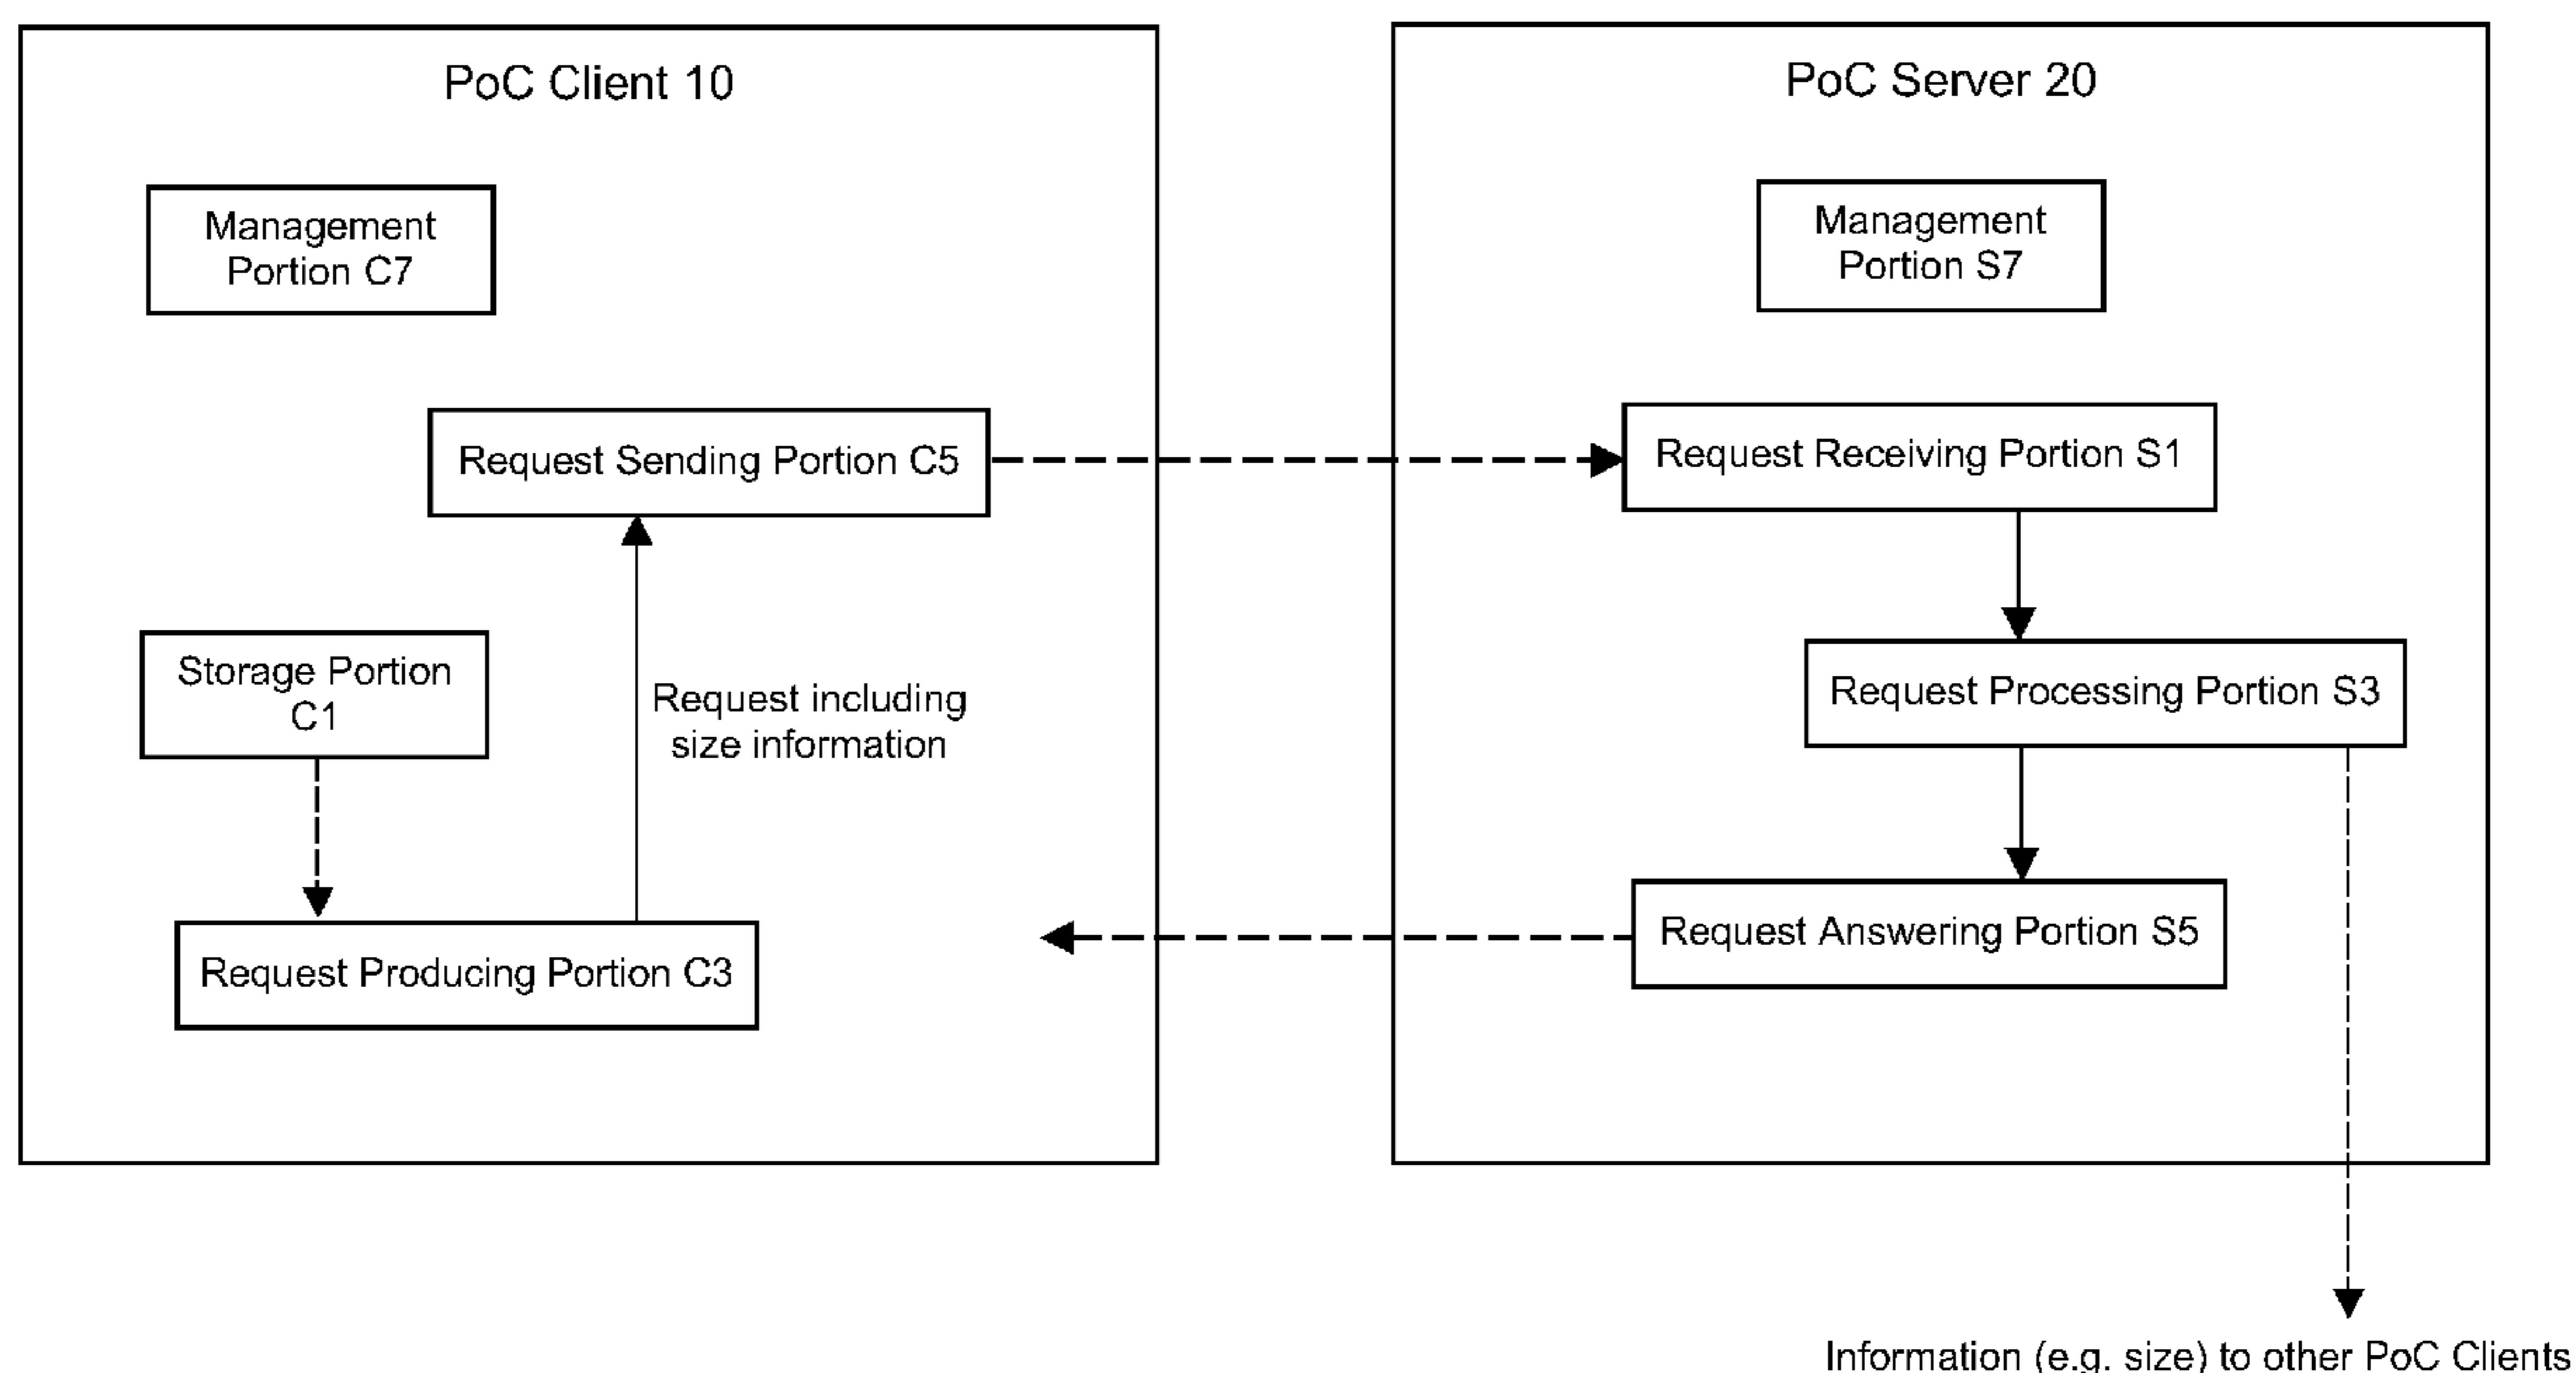 PoC Client 10
Management
Portion C7
Request Sending Portion C5
Storage Portion
C1
Request including
size information
Request Producing Portion C3
PoC Server 20
Management
Portion S7
Request Receiving Portion S1
Request Processing Portion S3
Request Answering Portion S5
Information (e.g. size) to other PoC Clients